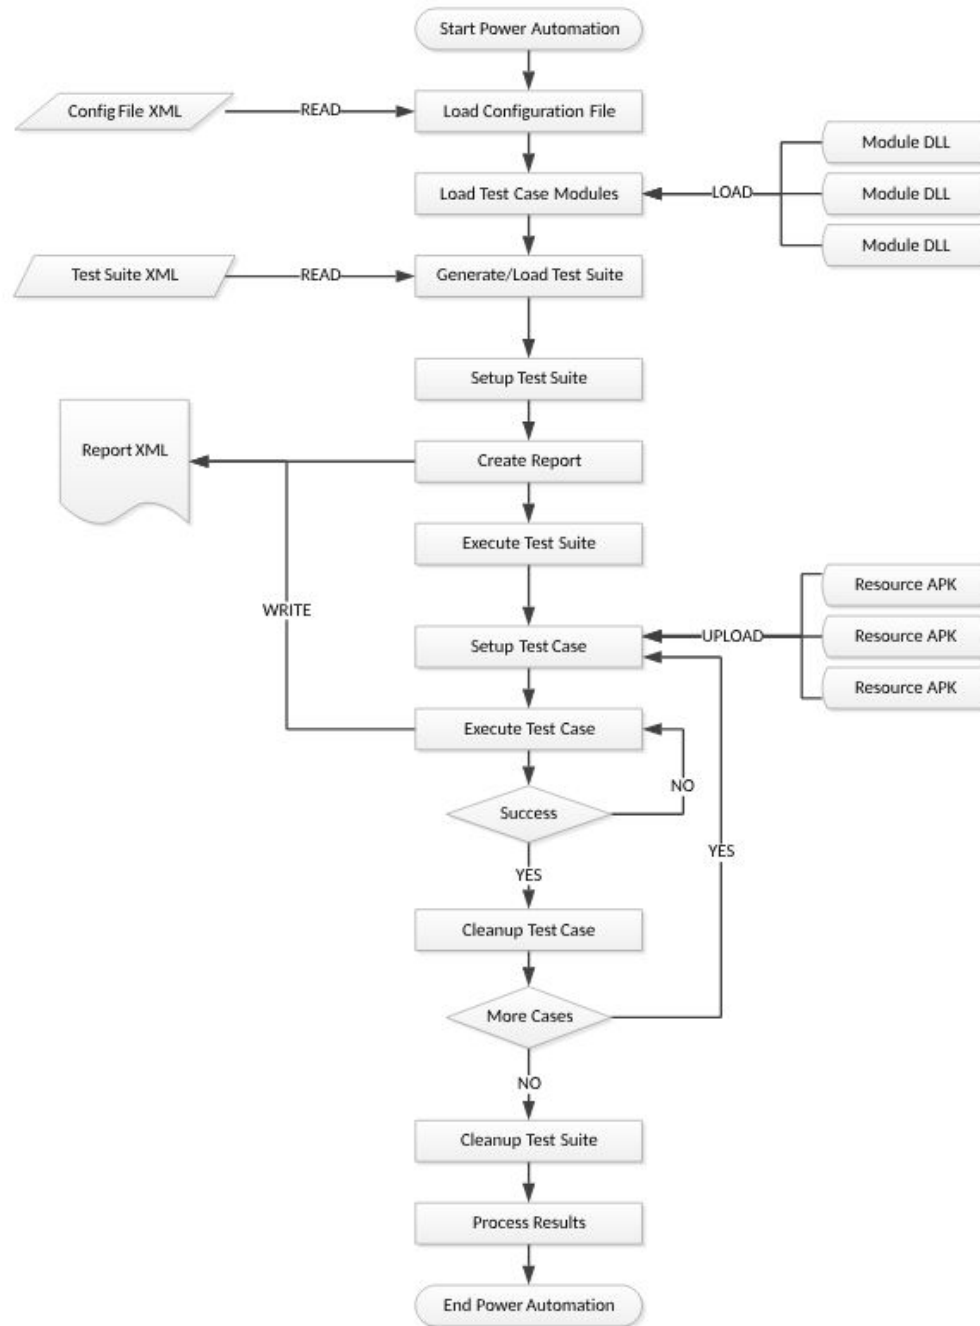 Start Power Automation
Config File XML
READ
Load Configuration File
Module DLL
Load Test Case Modules
LOAD
Module DLL
Module DLL
Test Suite XML
READ
Generate/Load Test Suite
Setup Test Suite
Report XML
Create Report
Execute Test Suite
Resource APK
WRITE
Setup Test Case
UPLOAD
Resource APK
Resource APK
Execute Test Case
NO
Success
YES
YES
Cleanup Test Case
More Cases
NO
Cleanup Test Suite
Process Results
End Power Automation